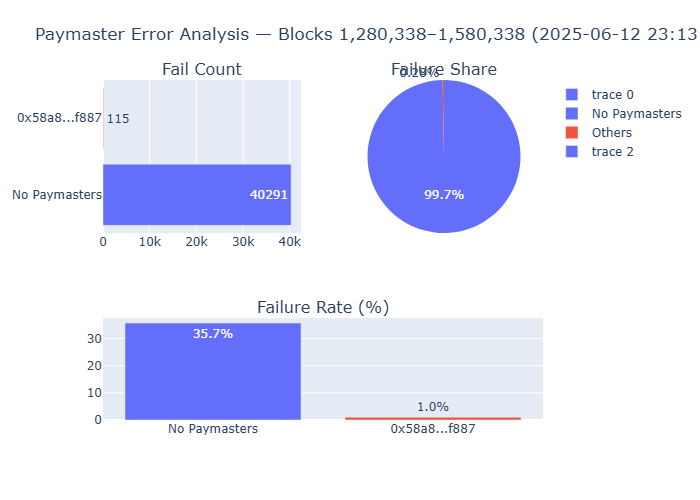 Paymaster Error Analysis — Blocks 1,280,338–1,580,338 (2025-06-12 23:13
Fail Count
0x58a8...f887
115
No Paymasters
40291
0
10k
20k
30k
40k
Failure Share
0.28%
99.7%
trace 0
No Paymasters
Others
trace 2
Failure Rate (%)
30
20
10
0
35.7%
1.0%
No Paymasters
0x58a8...f887